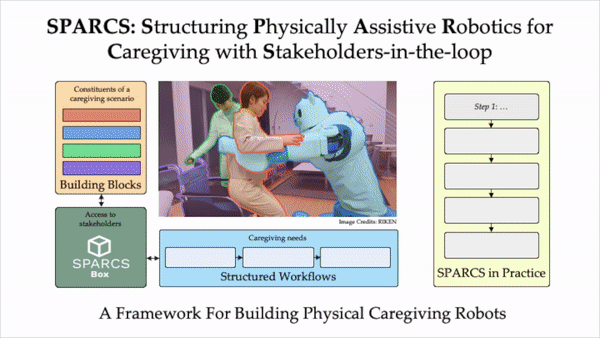 SPARCS: Structuring Physically Assistive Robotics for
Caregiving with Stakeholders-in-the-loop
Constituents of a
caregiving scenario
Building Blocks
Access to
stakeholders
SPARCS
Box
Image Credits: RIKEN
Caregiving needs
Structured Workflows
Step 1: ...
SPARCS in Practice
A Framework For Building Physical Caregiving Robots